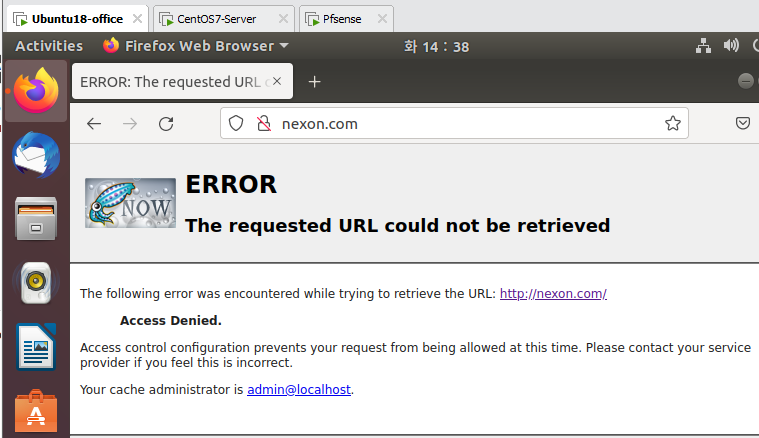 Ubuntu18-office
CentOS7-Server
Pfsense
Activities
Firefox Web Browser
화 14 : 38
ERROR: The requested URL c
nexon.com
NOW
ERROR
The requested URL could not be retrieved
The following error was encountered while trying to retrieve the URL: http://nexon.com/
Access Denied.
Access control configuration prevents your request from being allowed at this time. Please contact your service
provider if you feel this is incorrect.
Your cache administrator is admin@localhost.